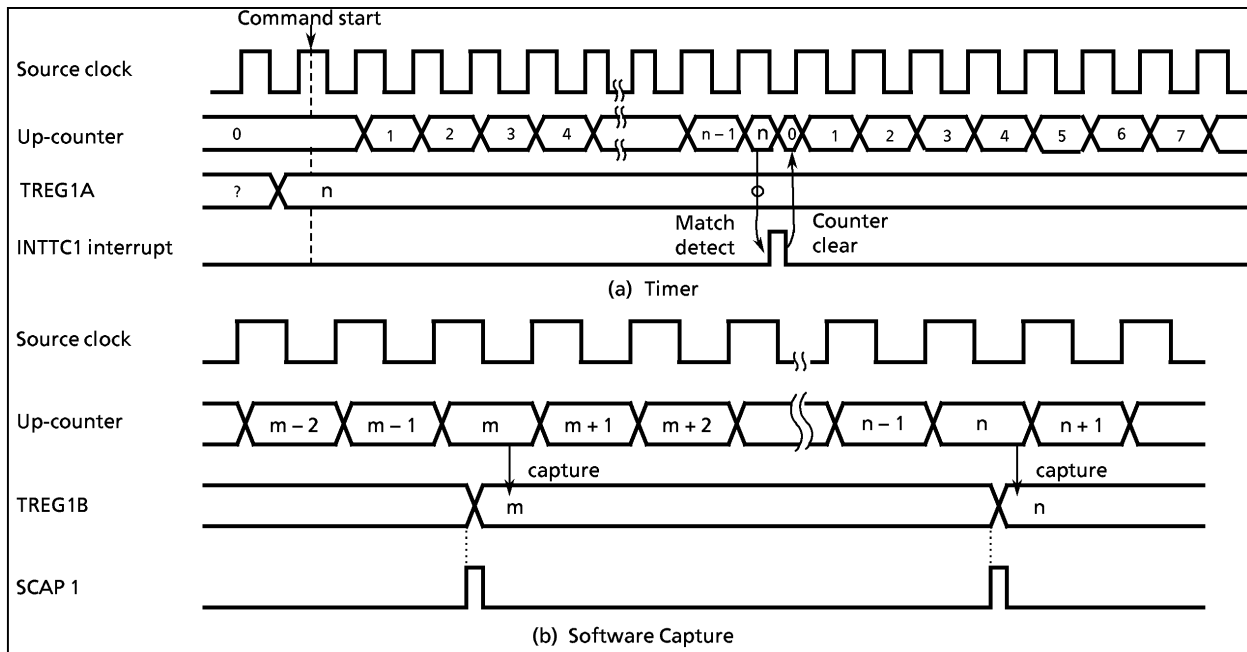 Command start
Source clock
Up-counter 0 1 2 3 4 n – 1 n 0 1 2 3 4 5 6 7
TREG1A ? n
Match detect
Counter clear
INTTC1 interrupt
(a) Timer
Source clock
Up-counter m – 2 m – 1 m m + 1 m + 2 n – 1 n n + 1
capture capture
TREG1B m n
SCAP 1
(b) Software Capture